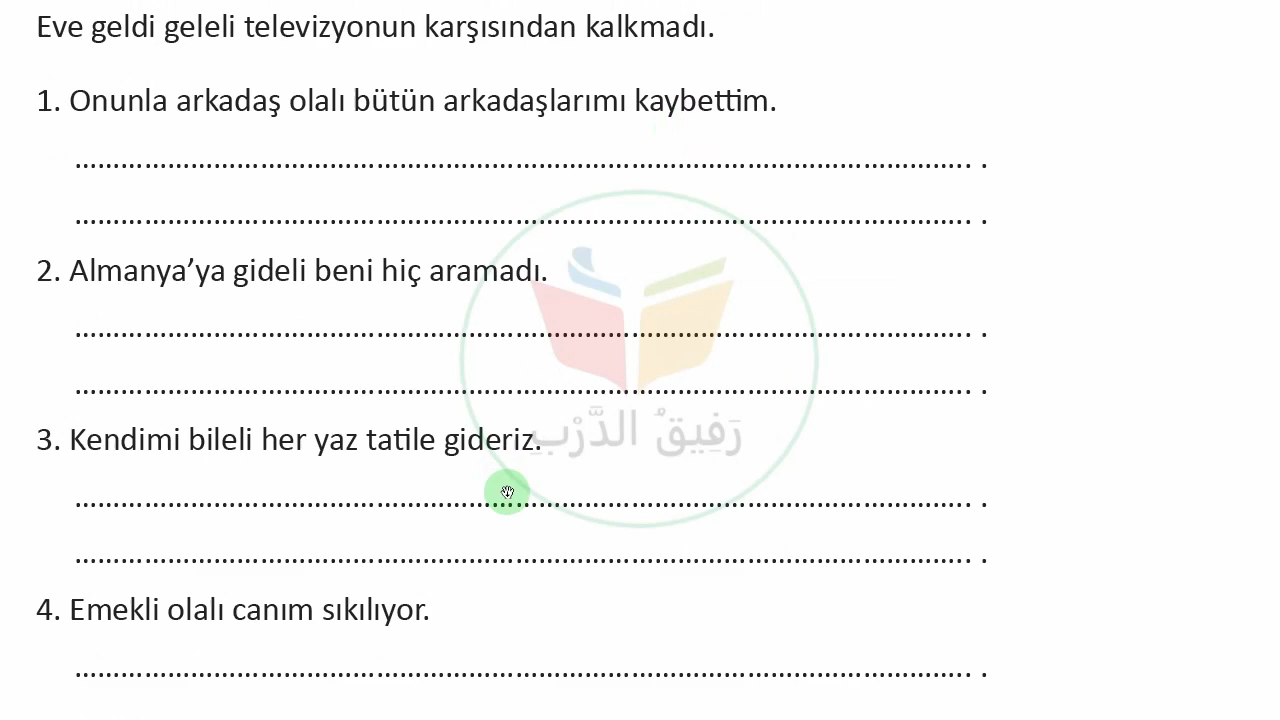 Eve geldi geleli televizyonun karşısından kalkmadı.
1. Onunla arkadaş olalı bütün arkadaşlarımı kaybettim.
........................................................................................................................ .
........................................................................................................................ .
2. Almanya’ya gideli beni hiç aramadı.
........................................................................................................................ .
........................................................................................................................ .
رَفِيقُ الدَّرْبِ
3. Kendimi bileli her yaz tatile gideriz.
........................................................................................................................ .
........................................................................................................................ .
4. Emekli olalı canım sıkılıyor.
........................................................................................................................ .